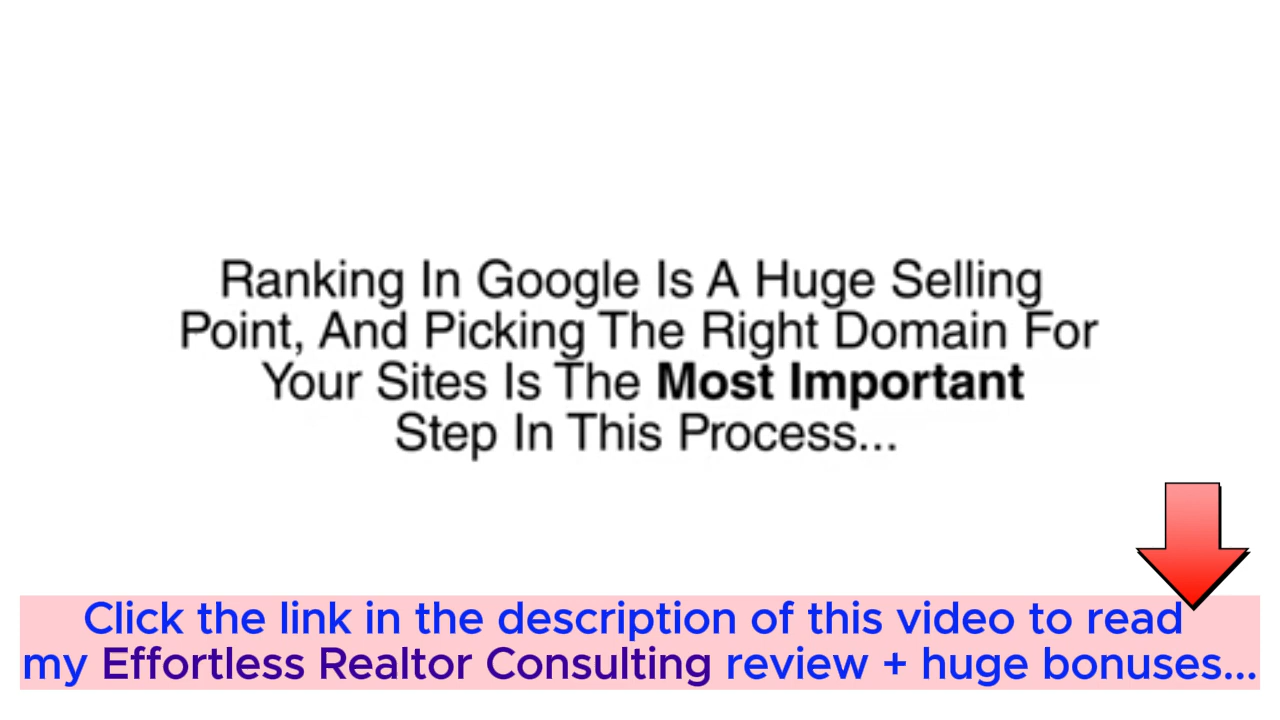 Ranking In Google Is A Huge Selling
Point, And Picking The Right Domain For
Your Sites Is The Most Important
Step In This Process...
Click the link in the description of this video to read
my Effortless Realtor Consulting review + huge bonuses...